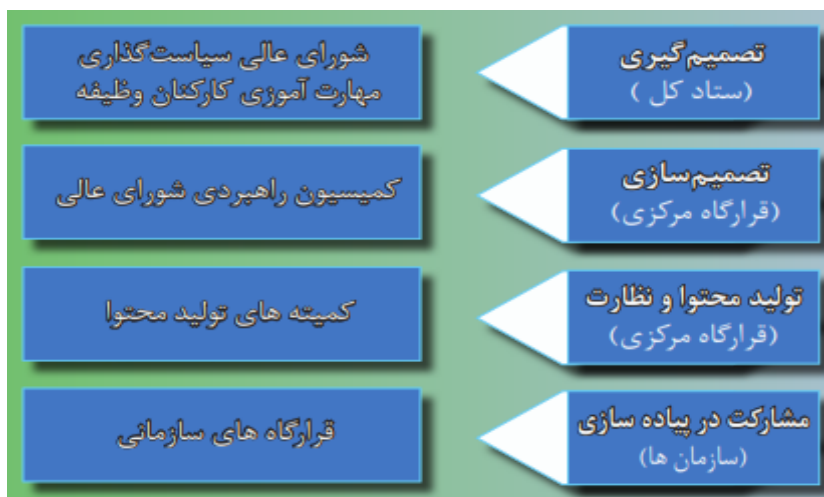 تصمیم‌گیری
(ستاد کل )
شورای عالی سیاست‌گذاری
مهارت آموزی کارکنان وظیفه
تصمیم‌سازی
(قرارگاه مرکزی)
کمیسیون راهبردی شورای عالی
تولید محتوا و نظارت
(قرارگاه مرکزی)
کمیته های تولید محتوا
مشارکت در پیاده سازی
(سازمان ها)
قرارگاه های سازمانی